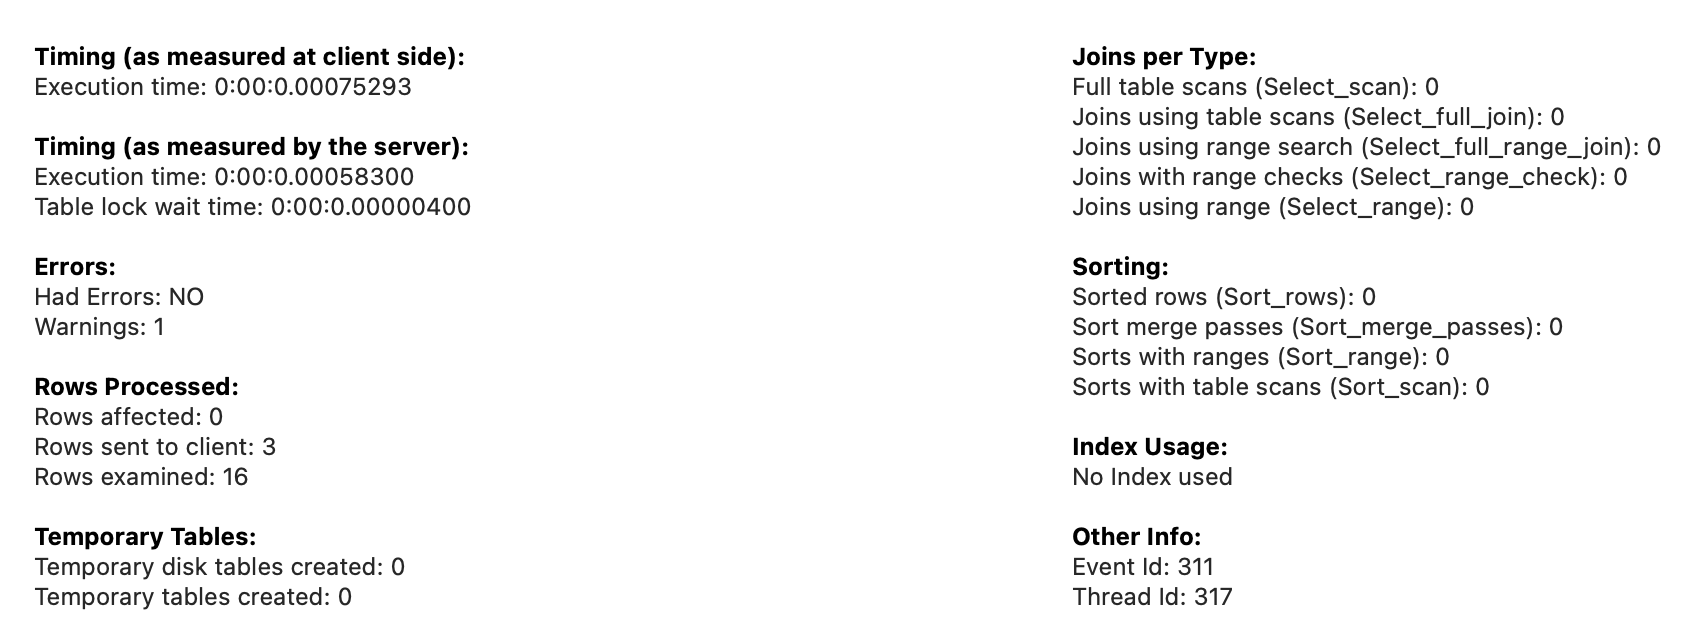 Timing (as measured at client side):
Execution time: 0:00:0.00075293
Timing (as measured by the server):
Execution time: 0:00:0.00058300
Table lock wait time: 0:00:0.00000400
Errors:
Had Errors: NO
Warnings: 1
Rows Processed:
Rows affected: 0
Rows sent to client: 3
Rows examined: 16
Temporary Tables:
Temporary disk tables created: 0
Temporary tables created: 0
Joins per Type:
Full table scans (Select_scan): 0
Joins using table scans (Select_full_join): 0
Joins using range search (Select_full_range_join): 0
Joins with range checks (Select_range_check): 0
Joins using range (Select_range): 0
Sorting:
Sorted rows (Sort_rows): 0
Sort merge passes (Sort_merge_passes): 0
Sorts with ranges (Sort_range): 0
Sorts with table scans (Sort_scan): 0
Index Usage:
No Index used
Other Info:
Event Id: 311
Thread Id: 317